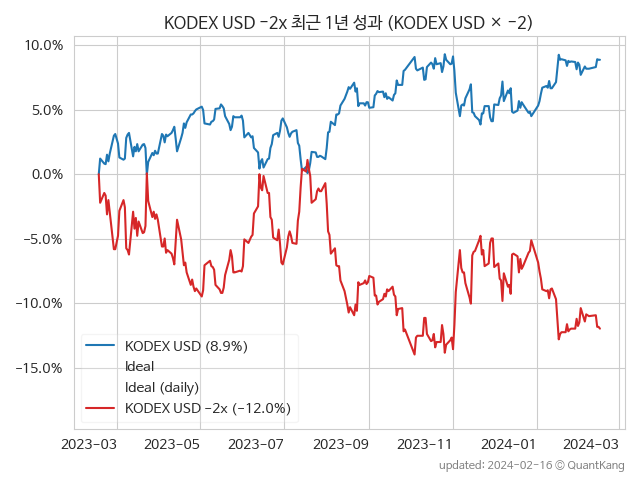 KODEX USD −2x 최근 1년 성과 (KODEX USD × −2)
10.0%
5.0%
0.0%
−5.0%
−10.0%
−15.0%
KODEX USD (8.9%)
Ideal
Ideal (daily)
KODEX USD −2x (−12.0%)
2023−03 2023−05 2023−07 2023−09 2023−11 2024−01 2024−03
updated: 2024−02−16 © QuantKang